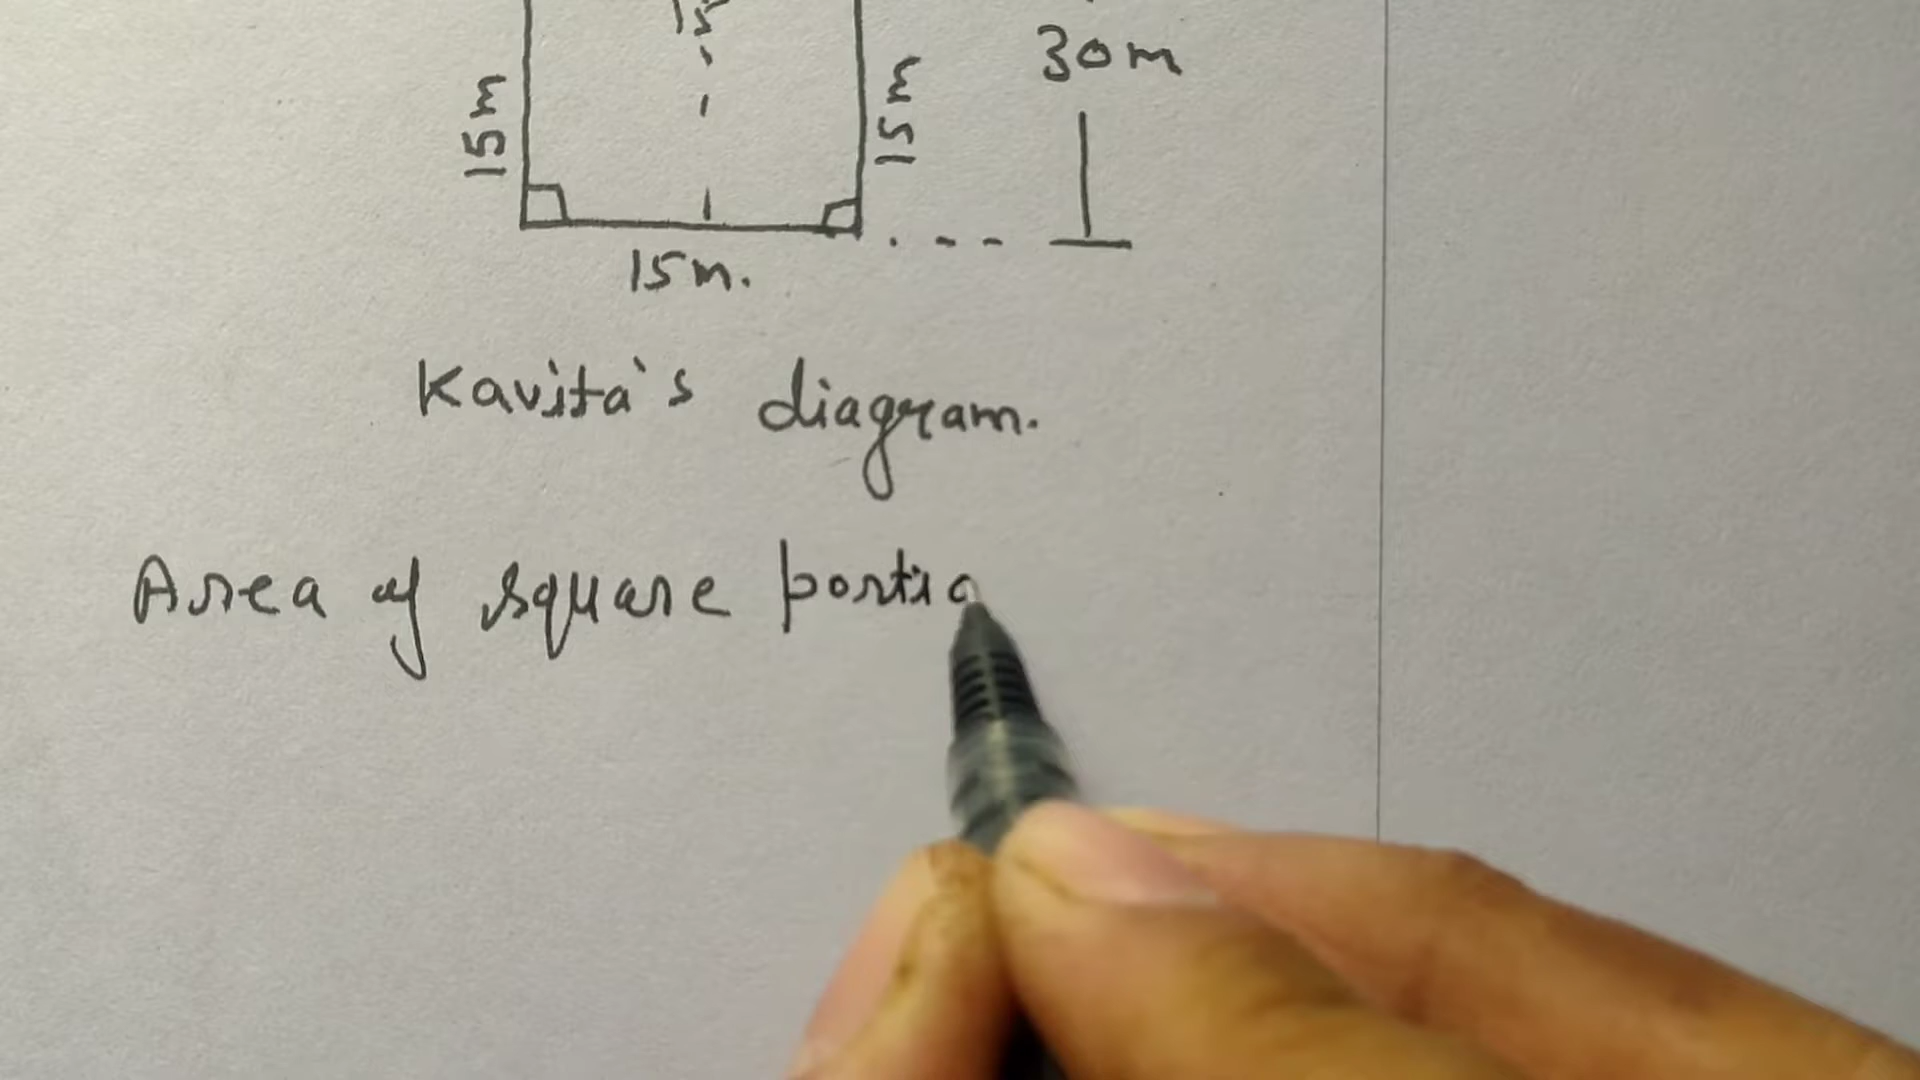 15
30m
15m
15m
15m.
Kavita's diagram.
Area of square portio